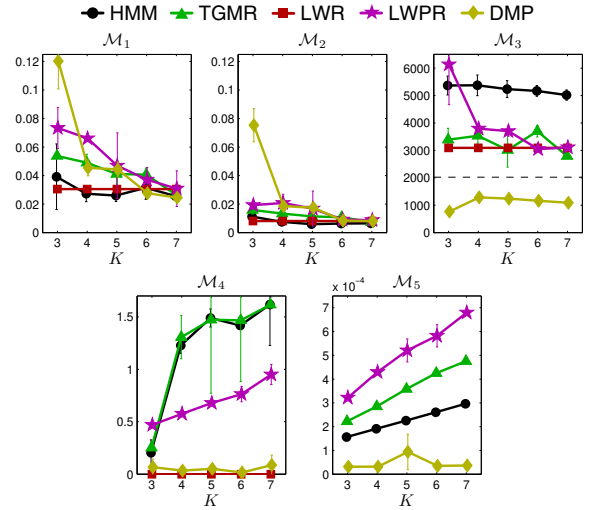 HMM TGMR LWR LWPR DMP
M₁ M₂ M₃
0.12 0.12 6000
0.1 0.1 5000
0.08 0.08 4000
0.06 0.06 3000
0.04 0.04 2000
0.02 0.02 1000
0 0 0
3 4 5 6 7 3 4 5 6 7 3 4 5 6 7
K K K
M₄ M₅
x 10⁻⁴
1.5 7
6
1 5
4
3
0.5 2
1
0 0
3 4 5 6 7 3 4 5 6 7
K K